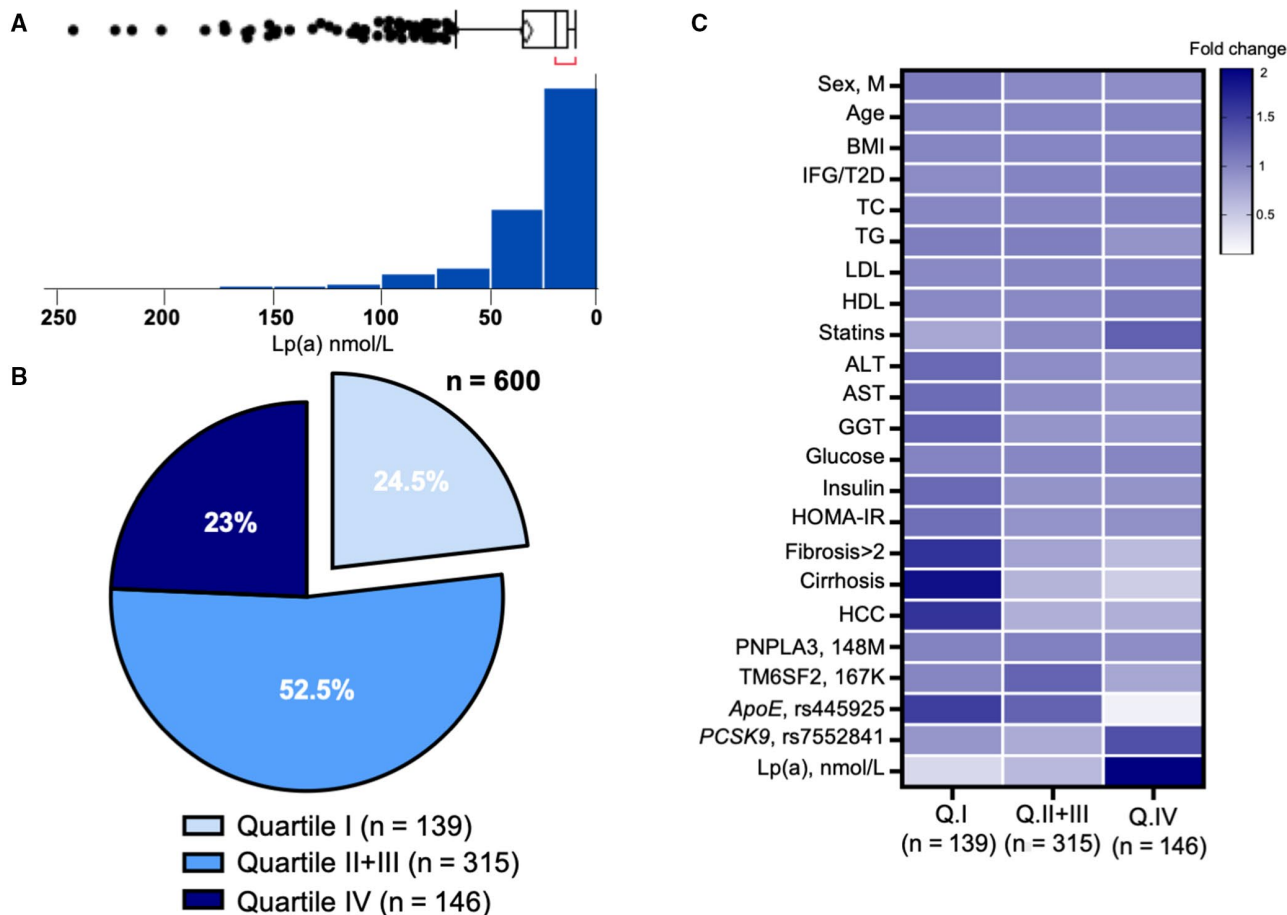 A
250
200
150
100
50
0
Lp(a) nmol/L
B
n = 600
24.5%
23%
52.5%
Quartile I (n = 139)
Quartile II+III (n = 315)
Quartile IV (n = 146)
C
Fold change
2
1.5
1
0.5
Sex, M
Age
BMI
IFG/T2D
TC
TG
LDL
HDL
Statins
ALT
AST
GGT
Glucose
Insulin
HOMA-IR
Fibrosis>2
Cirrhosis
HCC
PNPLA3, 148M
TM6SF2, 167K
ApoE, rs445925
PCSK9, rs7552841
Lp(a), nmol/L
Q.I Q.II+III Q.IV
(n = 139) (n = 315) (n = 146)